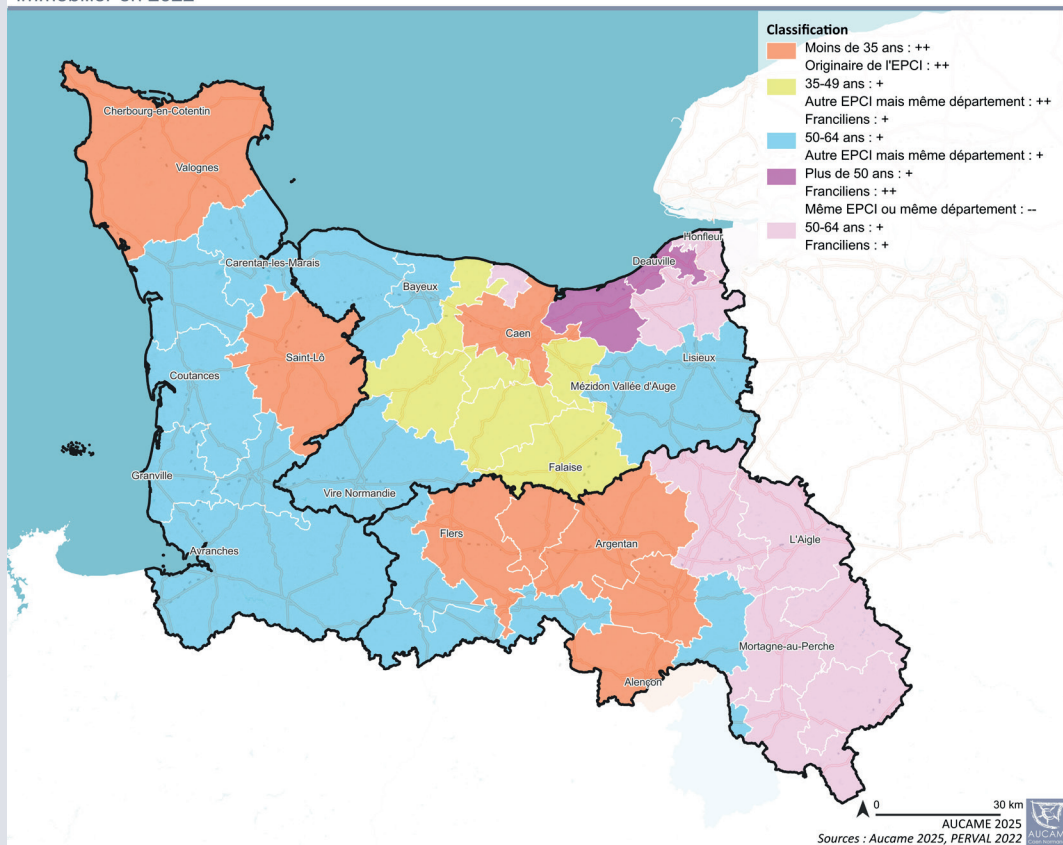 Classification
Moins de 35 ans : ++
Originaire de l'EPCI : ++
35-49 ans : +
Autre EPCI mais même département : ++
Franciliens : +
50-64 ans : +
Autre EPCI mais même département : +
Plus de 50 ans : +
Franciliens : ++
Même EPCI ou même département : --
50-64 ans : +
Franciliens : +
Cherbourg-en-Cotentin
Valognes
Honfleur
Deauville
Carentan-les-Marais
Bayeux
Caen
Saint-Lô
Lisieux
Coutances
Mézidon Vallée d'Auge
Granville
Falaise
Vire Normandie
Flers
Argentan
L'Aigle
Avranches
Mortagne-au-Perche
Alençon
0 30 km
AUCAME 2025
Sources : Aucame 2025, PERVAL 2022
AUCAME